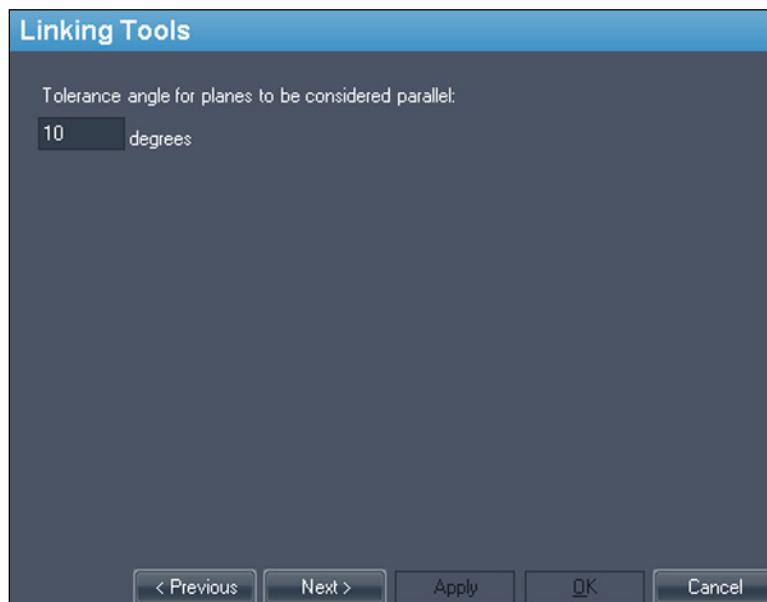 Linking Tools
Tolerance angle for planes to be considered parallel:
10 degrees
< Previous Next > Apply OK Cancel